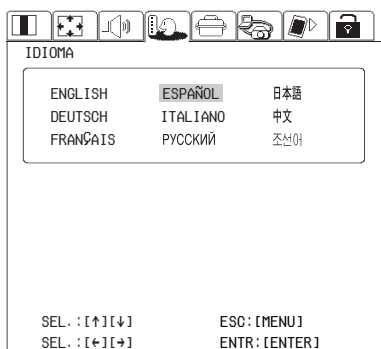 IDIOMA
ENGLISH ESPAÑOL 日本語
DEUTSCH ITALIANO 中文
FRANÇAIS РУССКИЙ 조선어
SEL. :[↑][↓] ESC:[MENU]
SEL. :[←][→] ENTR:[ENTER]